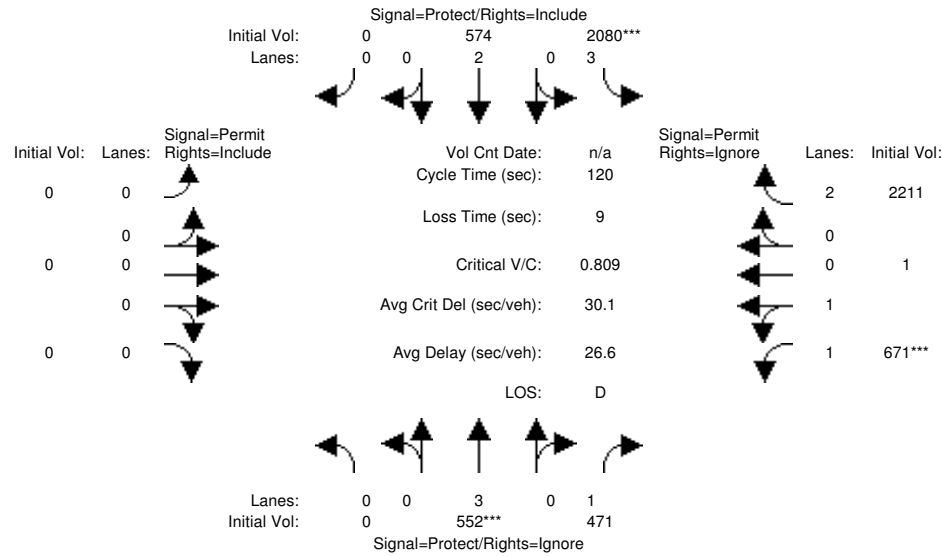 Signal=Protect/Rights=Include
Initial Vol: 0 574 2080***
Lanes: 0 0 2 0 3
Signal=Permit Signal=Permit
Initial Vol: Lanes: Rights=Include Vol Cnt Date: n/a Rights=Ignore Lanes: Initial Vol:
Cycle Time (sec): 120
0 0 2 2211
Loss Time (sec): 9
0 0
0 0 Critical V/C: 0.809 0 1
0 Avg Crit Del (sec/veh): 30.1 1
0 0 Avg Delay (sec/veh): 26.6 1 671***
LOS: D
Lanes: 0 0 3 0 1
Initial Vol: 0 552*** 471
Signal=Protect/Rights=Ignore